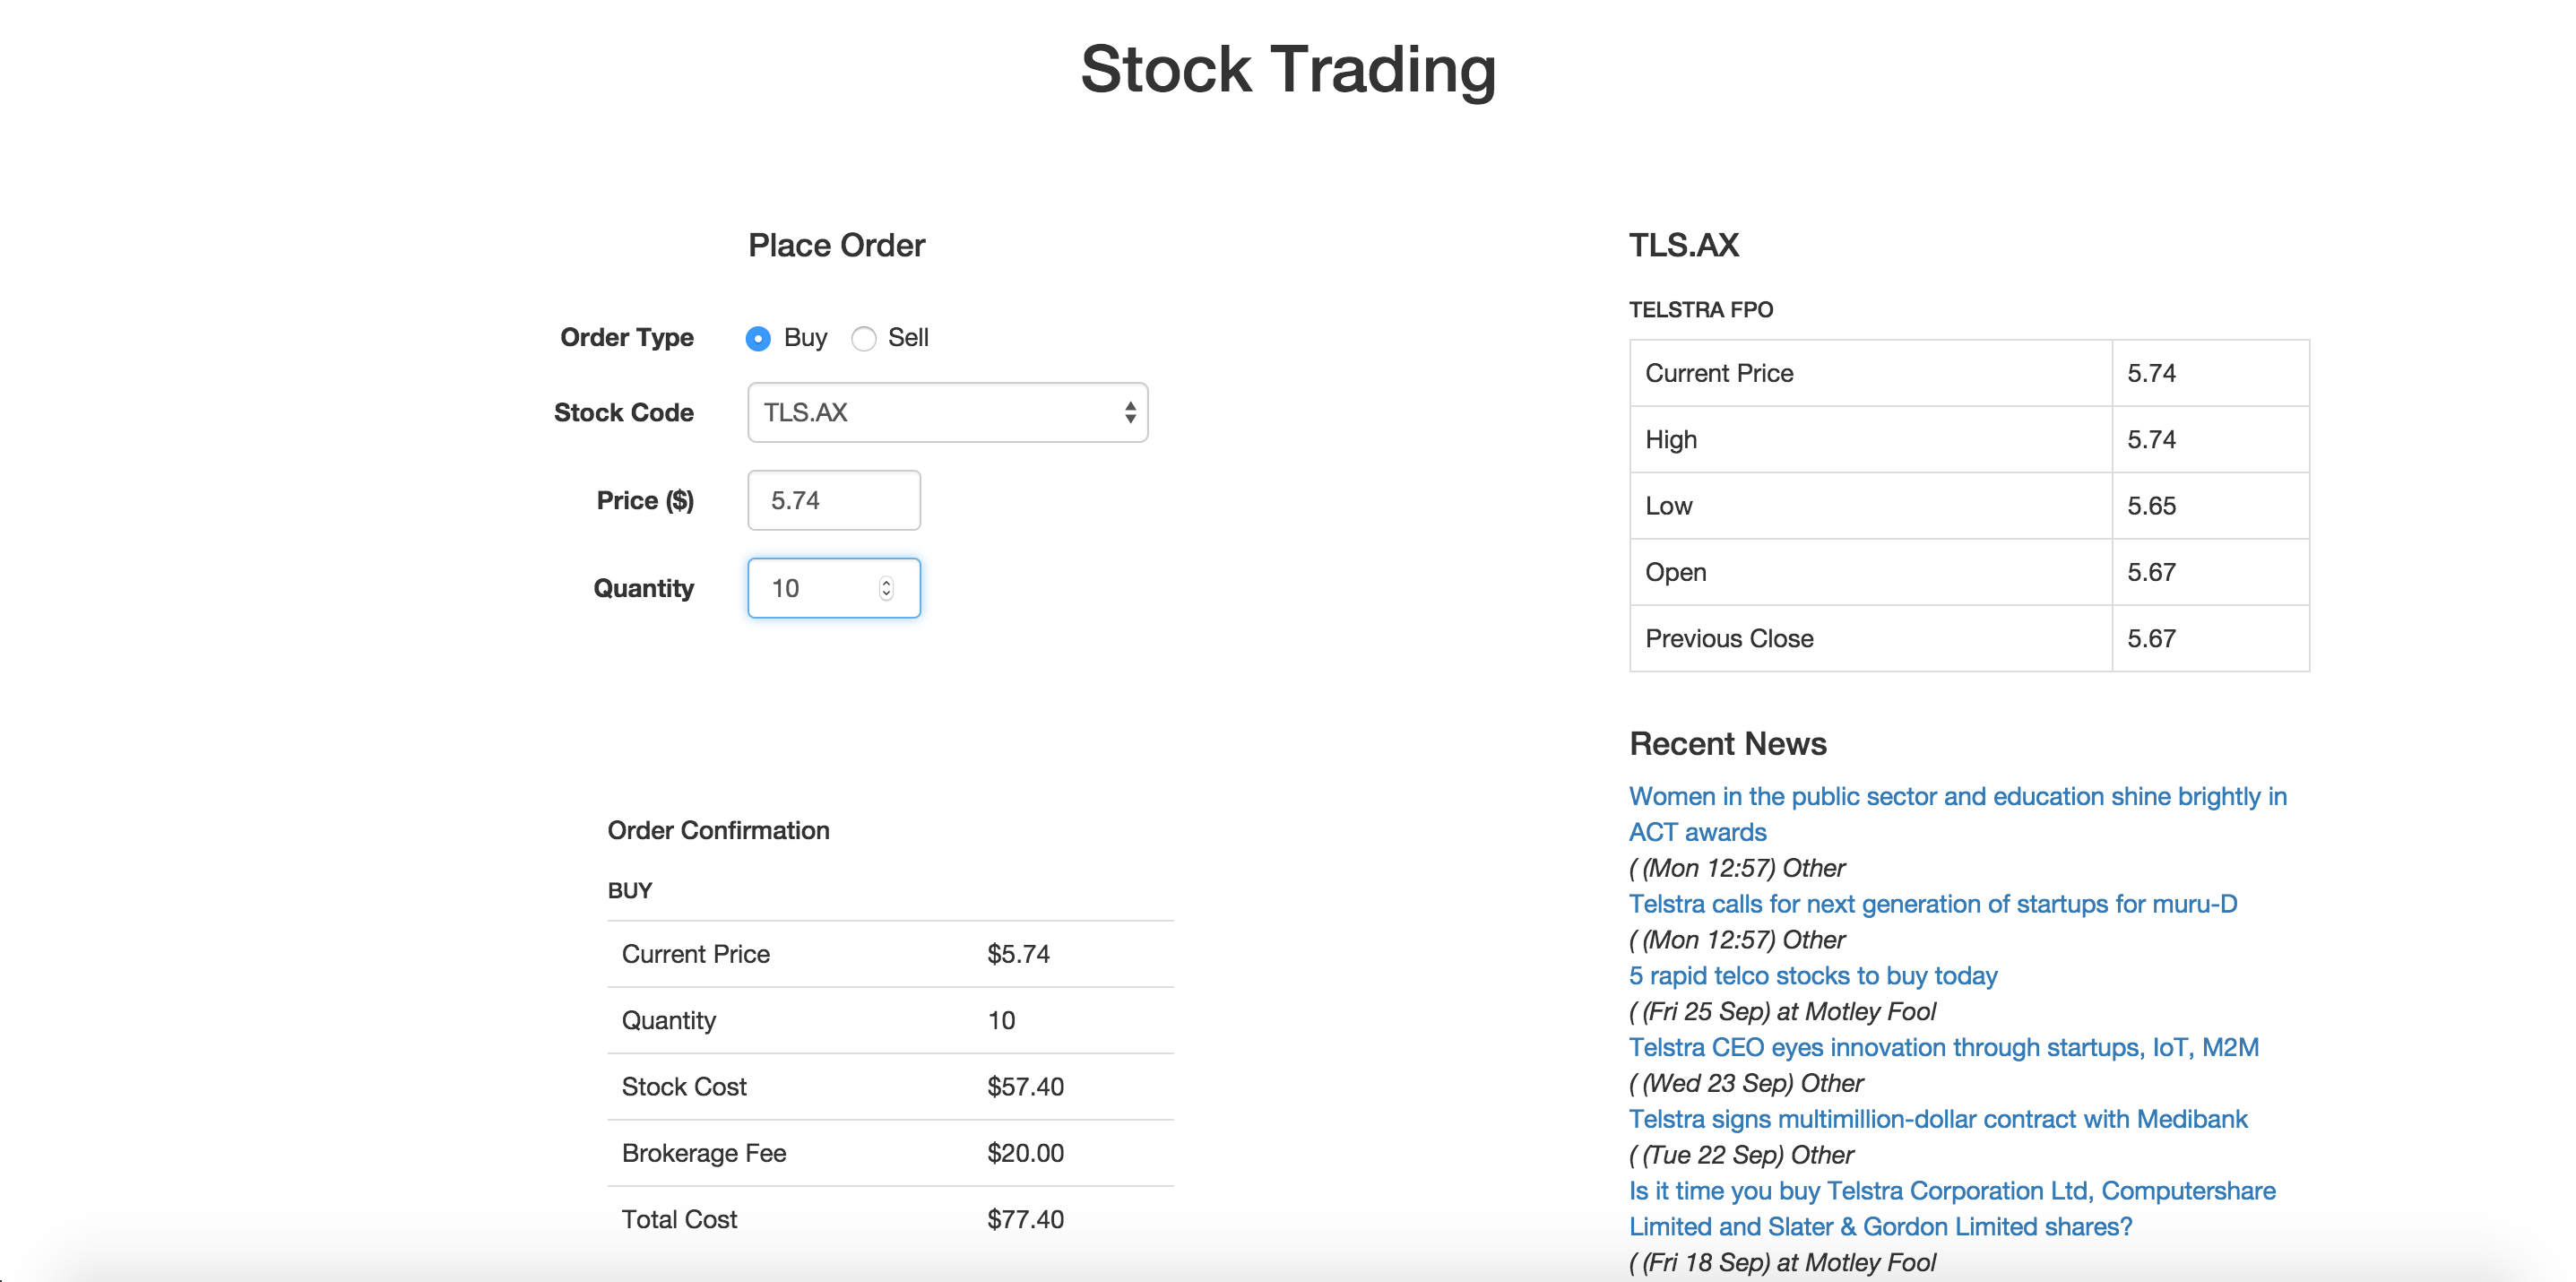 Stock Trading
Place Order
Order Type Buy Sell
Stock Code TLS.AX
Price ($) 5.74
Quantity 10
Order Confirmation
BUY
Current Price $5.74
Quantity 10
Stock Cost $57.40
Brokerage Fee $20.00
Total Cost $77.40
TLS.AX
TELSTRA FPO
Current Price 5.74
High 5.74
Low 5.65
Open 5.67
Previous Close 5.67
Recent News
Women in the public sector and education shine brightly in
ACT awards
( (Mon 12:57) Other
Telstra calls for next generation of startups for muru-D
( (Mon 12:57) Other
5 rapid telco stocks to buy today
( (Fri 25 Sep) at Motley Fool
Telstra CEO eyes innovation through startups, IoT, M2M
( (Wed 23 Sep) Other
Telstra signs multimillion-dollar contract with Medibank
( (Tue 22 Sep) Other
Is it time you buy Telstra Corporation Ltd, Computershare
Limited and Slater & Gordon Limited shares?
( (Fri 18 Sep) at Motley Fool